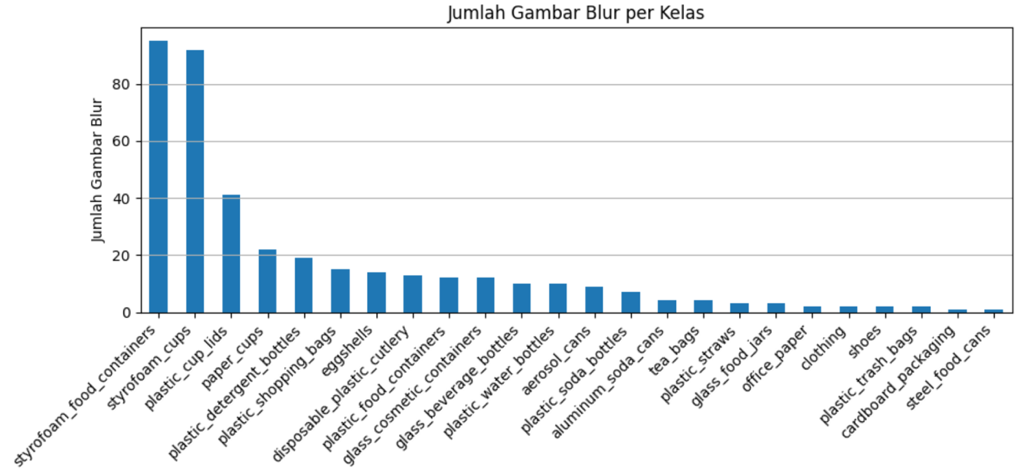 Jumlah Gambar Blur per Kelas
Jumlah Gambar Blur
80
60
40
20
0
styrofoam_food_containers
styrofoam_cups
plastic_cup_lids
paper_cups
plastic_detergent_bottles
plastic_shopping_bags
eggshells
disposable_plastic_cutlery
plastic_food_containers
glass_cosmetic_containers
glass_beverage_bottles
plastic_water_bottles
aerosol_cans
plastic_soda_bottles
aluminum_soda_cans
tea_bags
plastic_straws
glass_food_jars
office_paper
clothing
shoes
plastic_trash_bags
cardboard_packaging
steel_food_cans